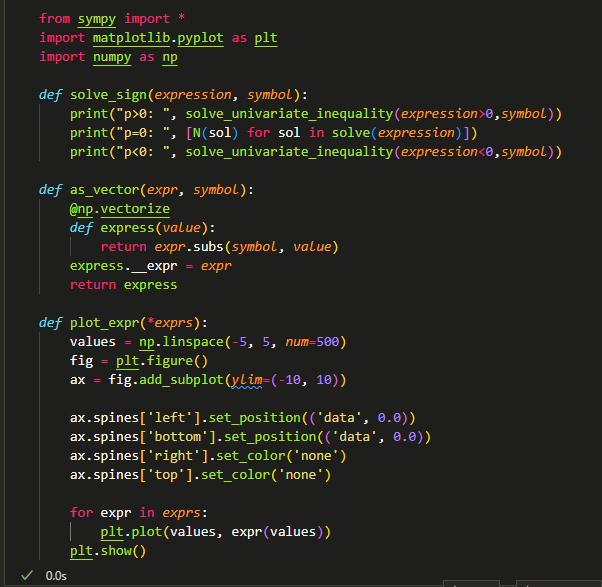 from sympy import *
import matplotlib.pyplot as plt
import numpy as np
def solve_sign(expression, symbol):
print("p>0: ", solve_univariate_inequality(expression>0,symbol))
print("p=0: ", [N(sol) for sol in solve(expression)])
print("p<0: ", solve_univariate_inequality(expression<0,symbol))
def as_vector(expr, symbol):
@np.vectorize
def express(value):
return expr.subs(symbol, value)
express.__expr = expr
return express
def plot_expr(*exprs):
values = np.linspace(-5, 5, num=500)
fig = plt.figure()
ax = fig.add_subplot(ylim=(-10, 10))
ax.spines['left'].set_position(('data', 0.0))
ax.spines['bottom'].set_position(('data', 0.0))
ax.spines['right'].set_color('none')
ax.spines['top'].set_color('none')
for expr in exprs:
plt.plot(values, expr(values))
plt.show()
0.0s